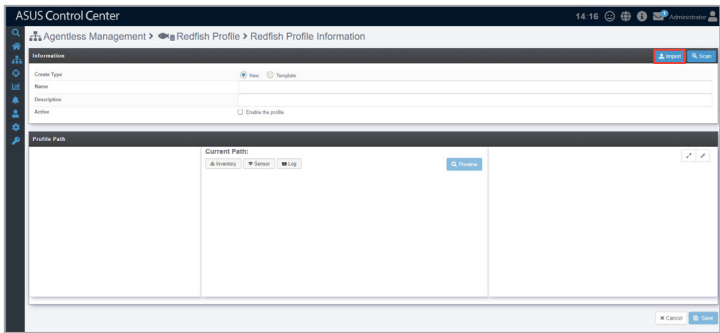 ASUS Control Center
14:16
1
Administrator
Agentless Management > Redfish Profile > Redfish Profile Information
Information
Import
Scan
Create Type
New
Template
Name
Description
Active
Enable the profile
Profile Path
Current Path:
Inventory
Sensor
Log
Preview
Cancel
Save